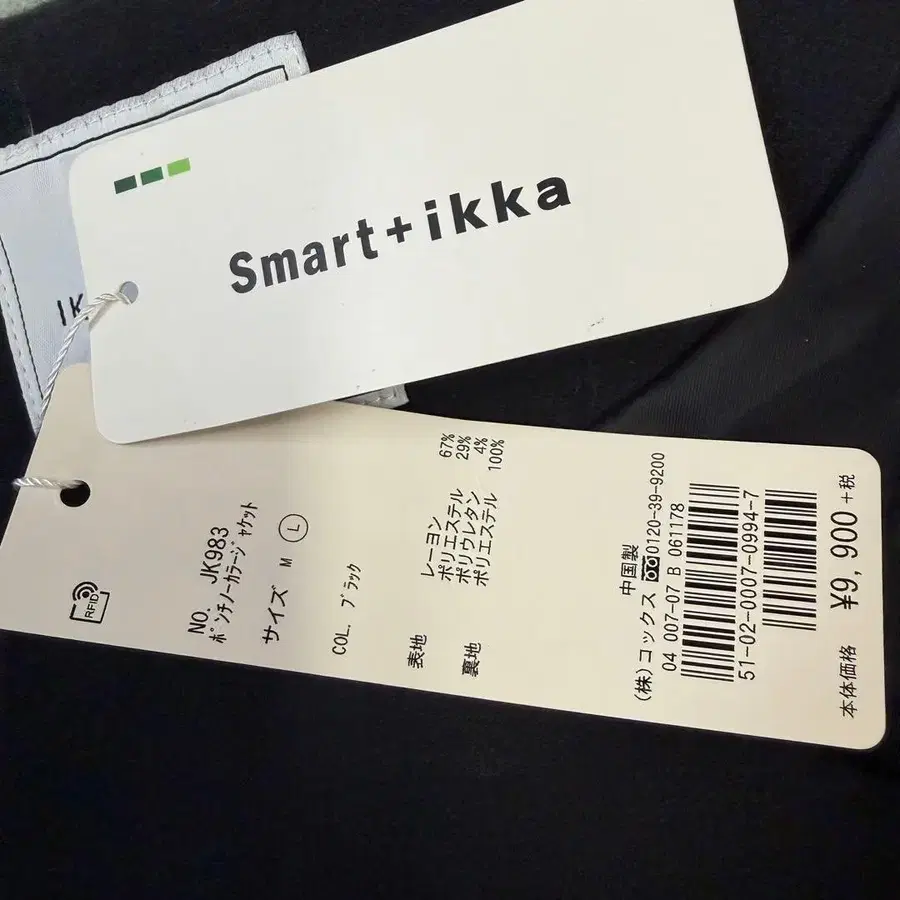 Smart+ikka
IK
RFID
NO. JK983
ポンチノーカラージャケット
サイズ M L
COL. ブラック
表地 レーヨン 67%
ポリエステル 29%
ポリウレタン 4%
裏地 ポリエステル 100%
中国製
(株)コックス 0120-39-9200
04 007-07 B 061178
51-02-0007-0994-7
本体価格 ¥9,900+税